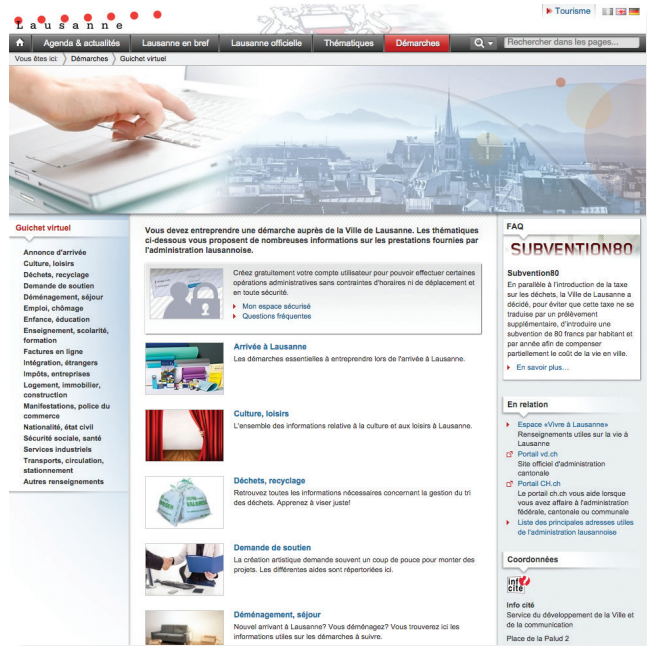 Lausanne
Tourisme
Agenda & actualités
Lausanne en bref
Lausanne officielle
Thématiques
Démarches
Rechercher dans les pages...
Vous êtes ici: Démarches Guichet virtuel
Guichet virtuel
Annonce d'arrivée
Culture, loisirs
Déchets, recyclage
Demande de soutien
Déménagement, séjour
Emploi, chômage
Enfance, éducation
Enseignement, scolarité,
formation
Factures en ligne
Intégration, étrangers
Impôts, entreprises
Logement, immobilier,
construction
Manifestations, police du
commerce
Nationalité, état civil
Sécurité sociale, santé
Services industriels
Transports, circulation,
stationnement
Autres renseignements
Vous devez entreprendre une démarche auprès de la Ville de Lausanne. Les thématiques
ci-dessous vous proposent de nombreuses informations sur les prestations fournies par
l'administration lausannoise.
Créez gratuitement votre compte utilisateur pour pouvoir effectuer certaines
opérations administratives sans contraintes d'horaires ni de déplacement et
en toute sécurité.
Mon espace sécurisé
Questions fréquentes
Arrivée à Lausanne
Les démarches essentielles à entreprendre lors de l'arrivée à Lausanne.
Culture, loisirs
L'ensemble des informations relative à la culture et aux loisirs à Lausanne.
Déchets, recyclage
Retrouvez toutes les informations nécessaires concernant la gestion du tri
des déchets. Apprenez à viser juste!
Demande de soutien
La création artistique demande souvent un coup de pouce pour monter des
projets. Les différentes aides sont répertoriées ici.
Déménagement, séjour
Nouvel arrivant à Lausanne? Vous déménagez? Vous trouverez ici les
informations utiles sur les démarches à suivre.
FAQ
SUBVENTION80
Subvention80
En parallèle à l'introduction de la taxe
sur les déchets, la Ville de Lausanne a
décidé, pour éviter que cette taxe ne se
traduise par un prélèvement
supplémentaire, d'introduire une
subvention de 80 francs par habitant et
par année afin de compenser
partiellement le coût de la vie en ville.
En savoir plus...
En relation
Espace «Vivre à Lausanne»
Renseignements utiles sur la vie à
Lausanne
Portail vd.ch
Site officiel d'administration
cantonale
Portail CH.ch
Le portail ch.ch vous aide lorsque
vous avez affaire à l'administration
fédérale, cantonale ou communale
Liste des principales adresses utiles
de l'administration lausannoise
Coordonnées
info
cité
Info cité
Service du développement de la Ville et
de la communication
Place de la Palud 2